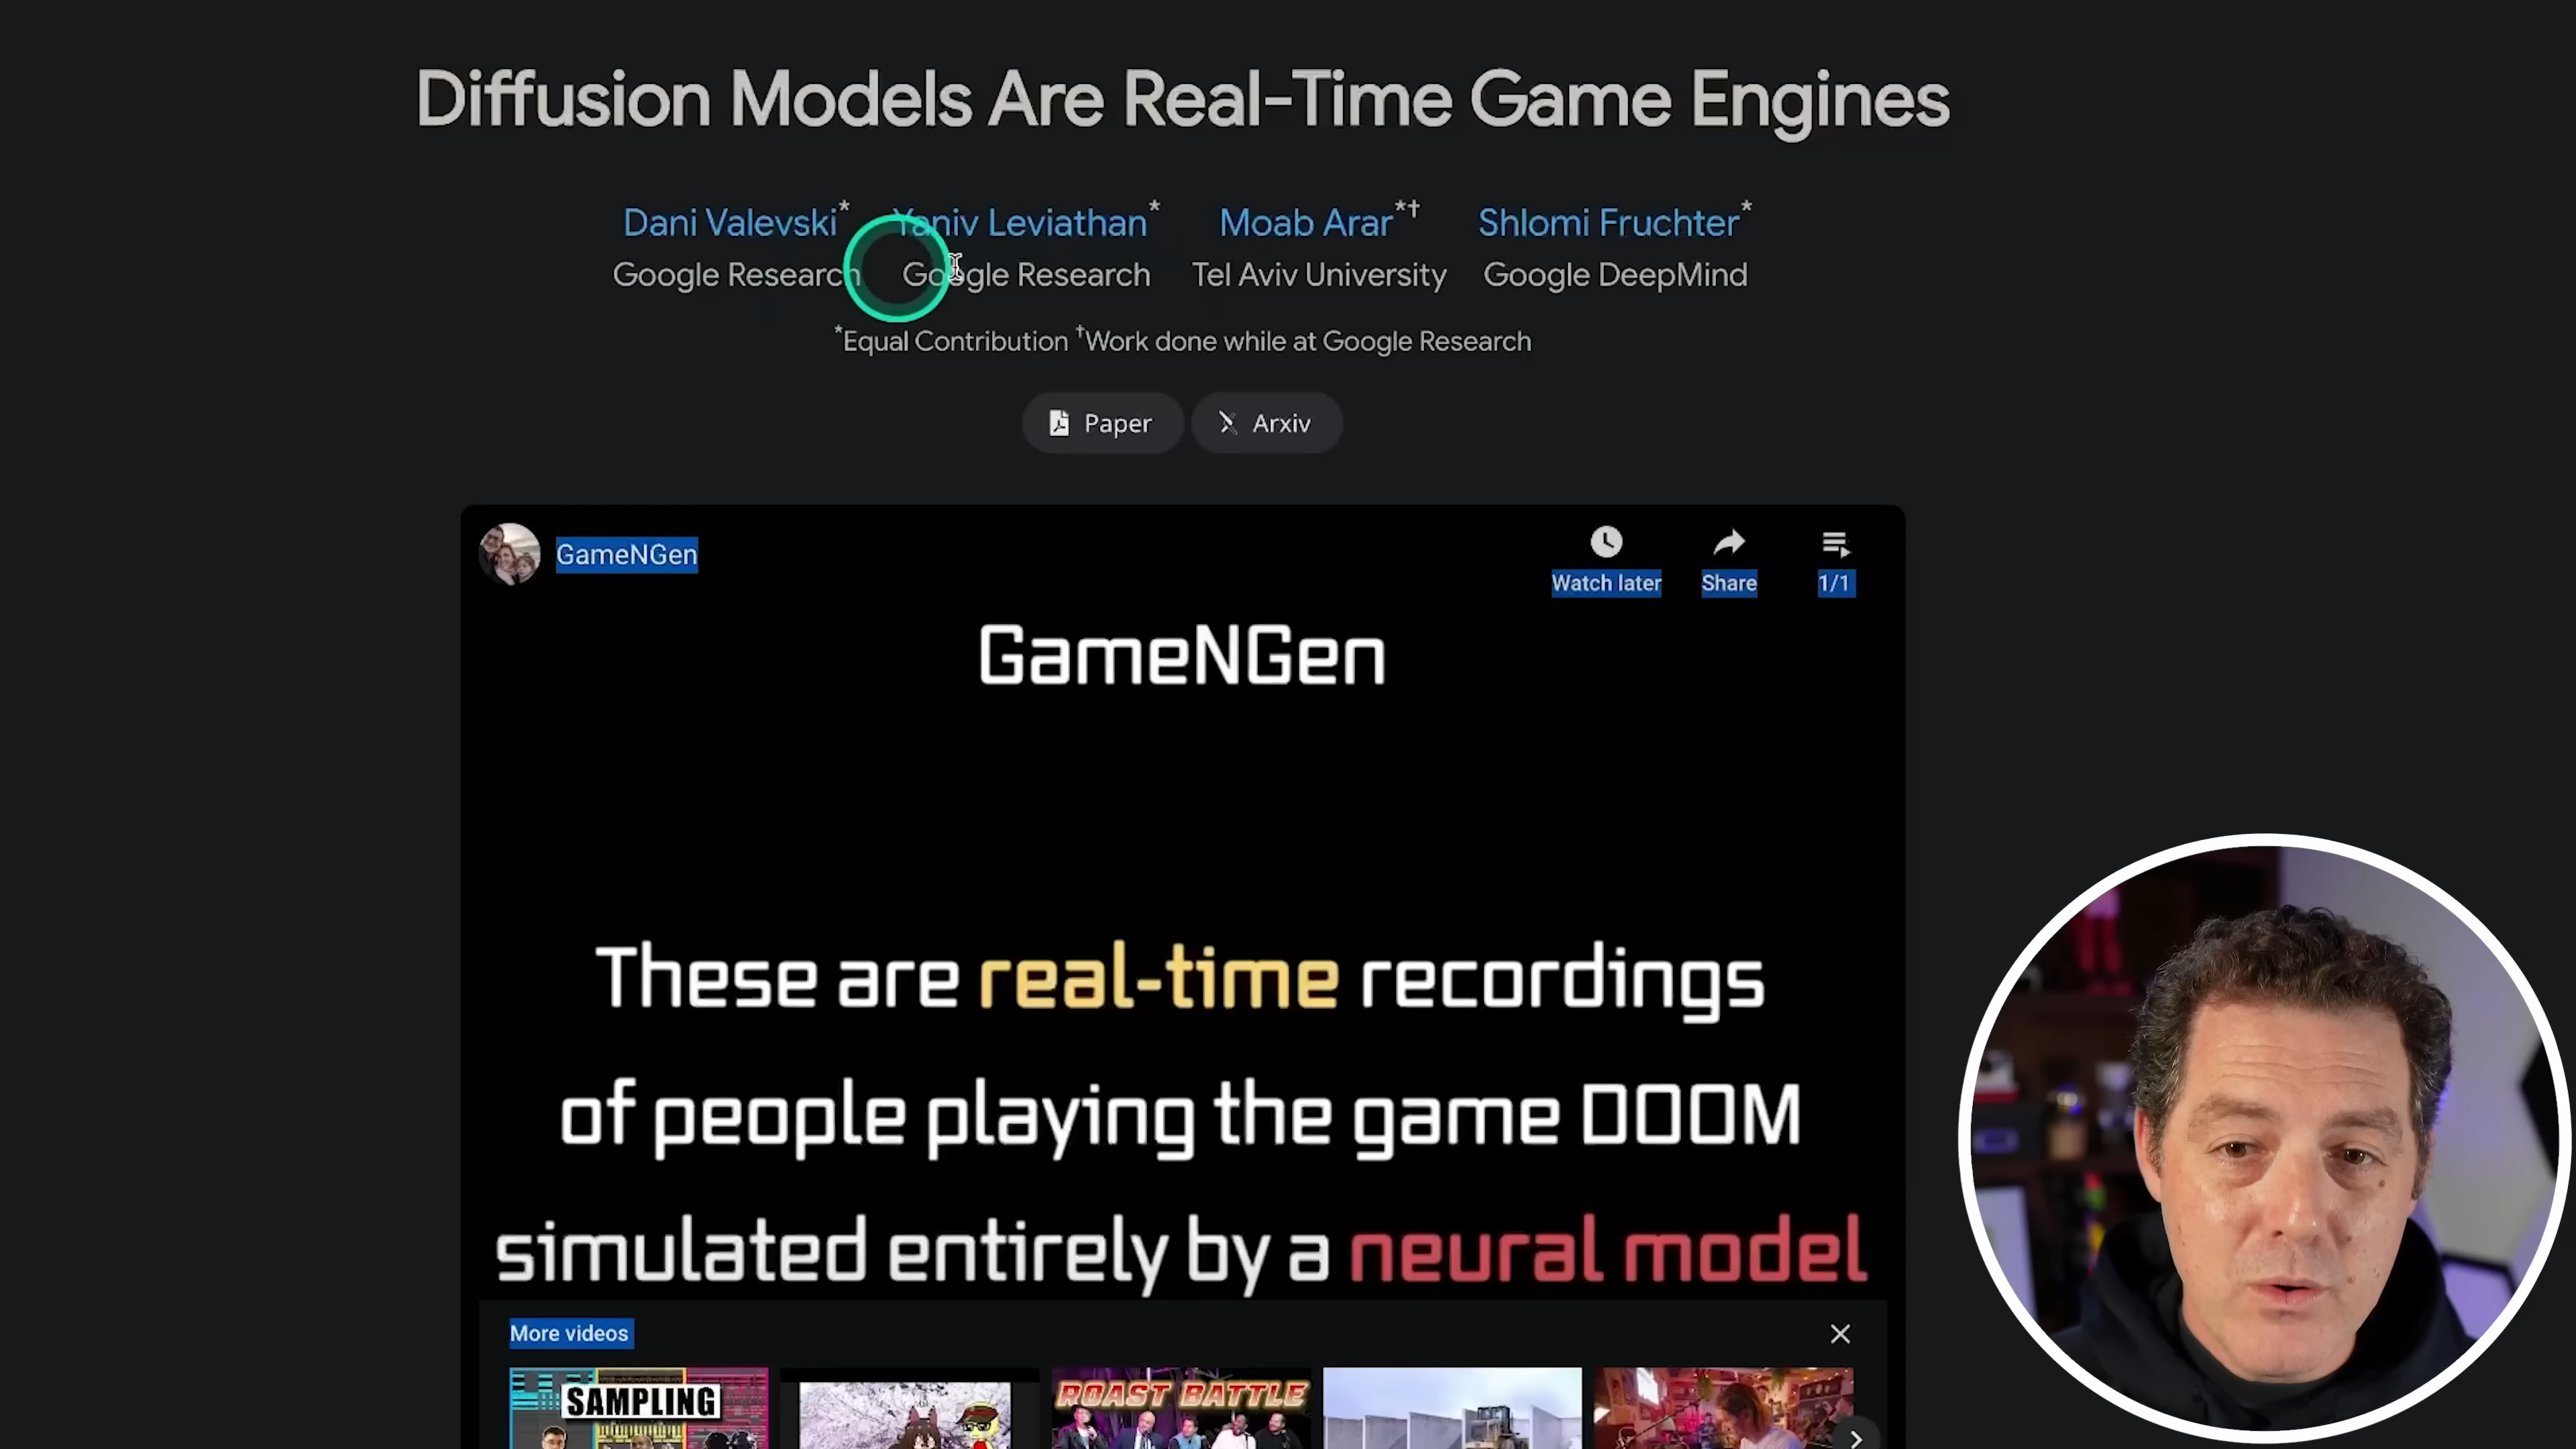 Diffusion Models Are Real-Time Game Engines
Dani Valevski* Yaniv Leviathan* Moab Arar*† Shlomi Fruchter*
Google Research Google Research Tel Aviv University Google DeepMind
*Equal Contribution †Work done while at Google Research
Paper Arxiv
GameNGen
Watch later Share 1/1
GameNGen
These are real-time recordings
of people playing the game DOOM
simulated entirely by a neural model
More videos
SAMPLING
ROAST BATTLE